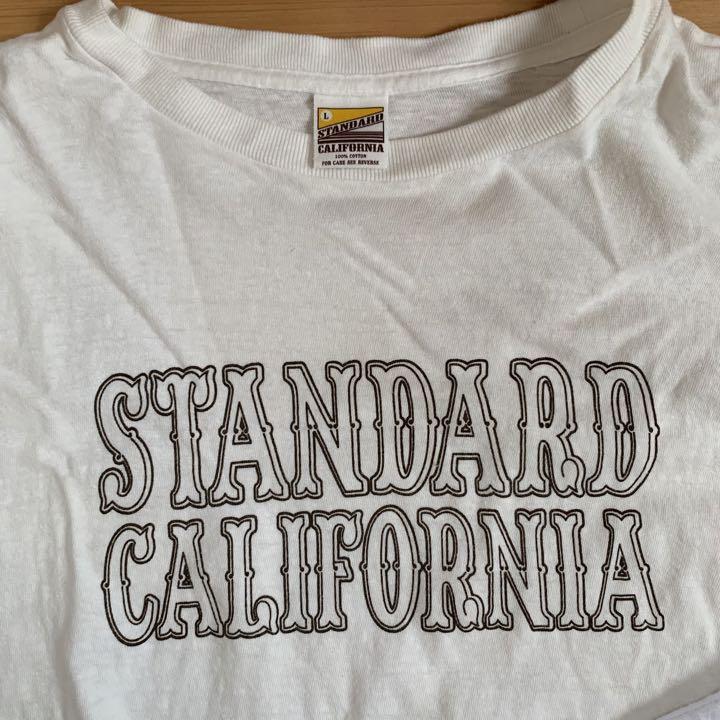 L
STANDARD
CALIFORNIA
100% COTTON
FOR CARE SEE REVERSE
STANDARD
CALIFORNIA